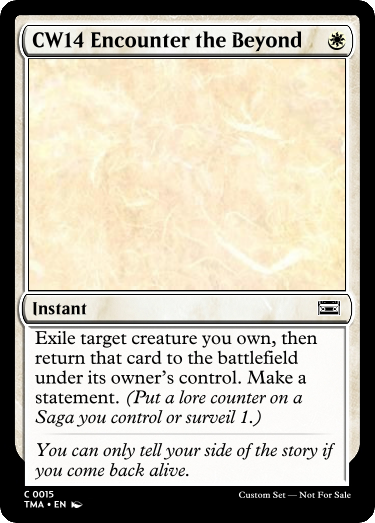 CW14 Encounter the Beyond
Instant
Exile target creature you own, then
return that card to the battlefield
under its owner's control. Make a
statement. (Put a lore counter on a
Saga you control or surveil 1.)
You can only tell your side of the story if
you come back alive.
C 0015
TMA • EN
Custom Set — Not For Sale